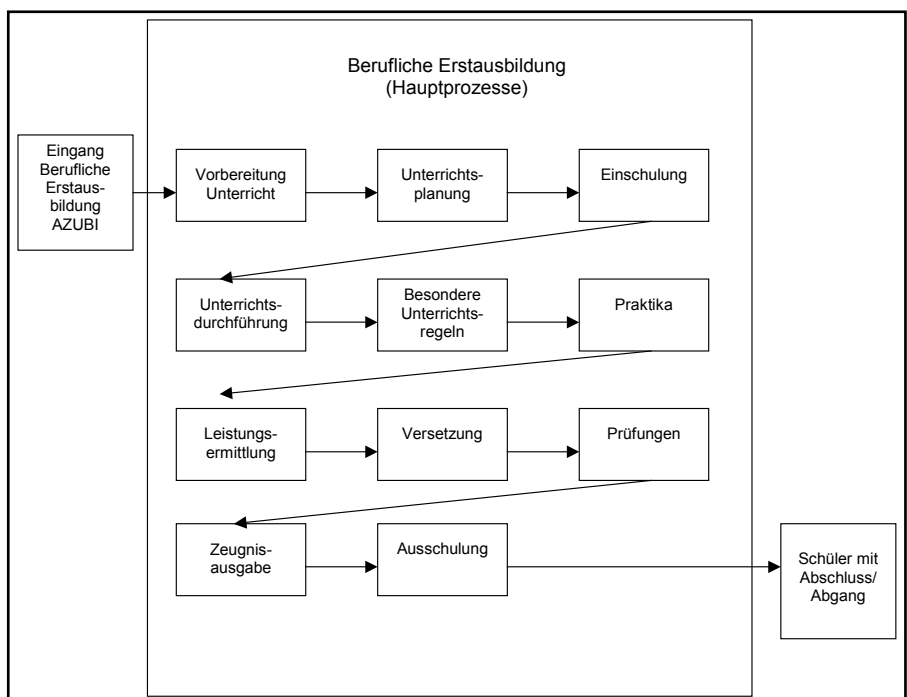 Berufliche Erstausbildung
(Hauptprozesse)
Eingang
Berufliche
Erstaus-
bildung
AZUBI
Vorbereitung
Unterricht
Unterrichts-
planung
Einschulung
Unterrichts-
durchführung
Besondere
Unterrichts-
regeln
Praktika
Leistungs-
ermittlung
Versetzung
Prüfungen
Zeugnis-
ausgabe
Ausschulung
Schüler mit
Abschluss/
Abgang